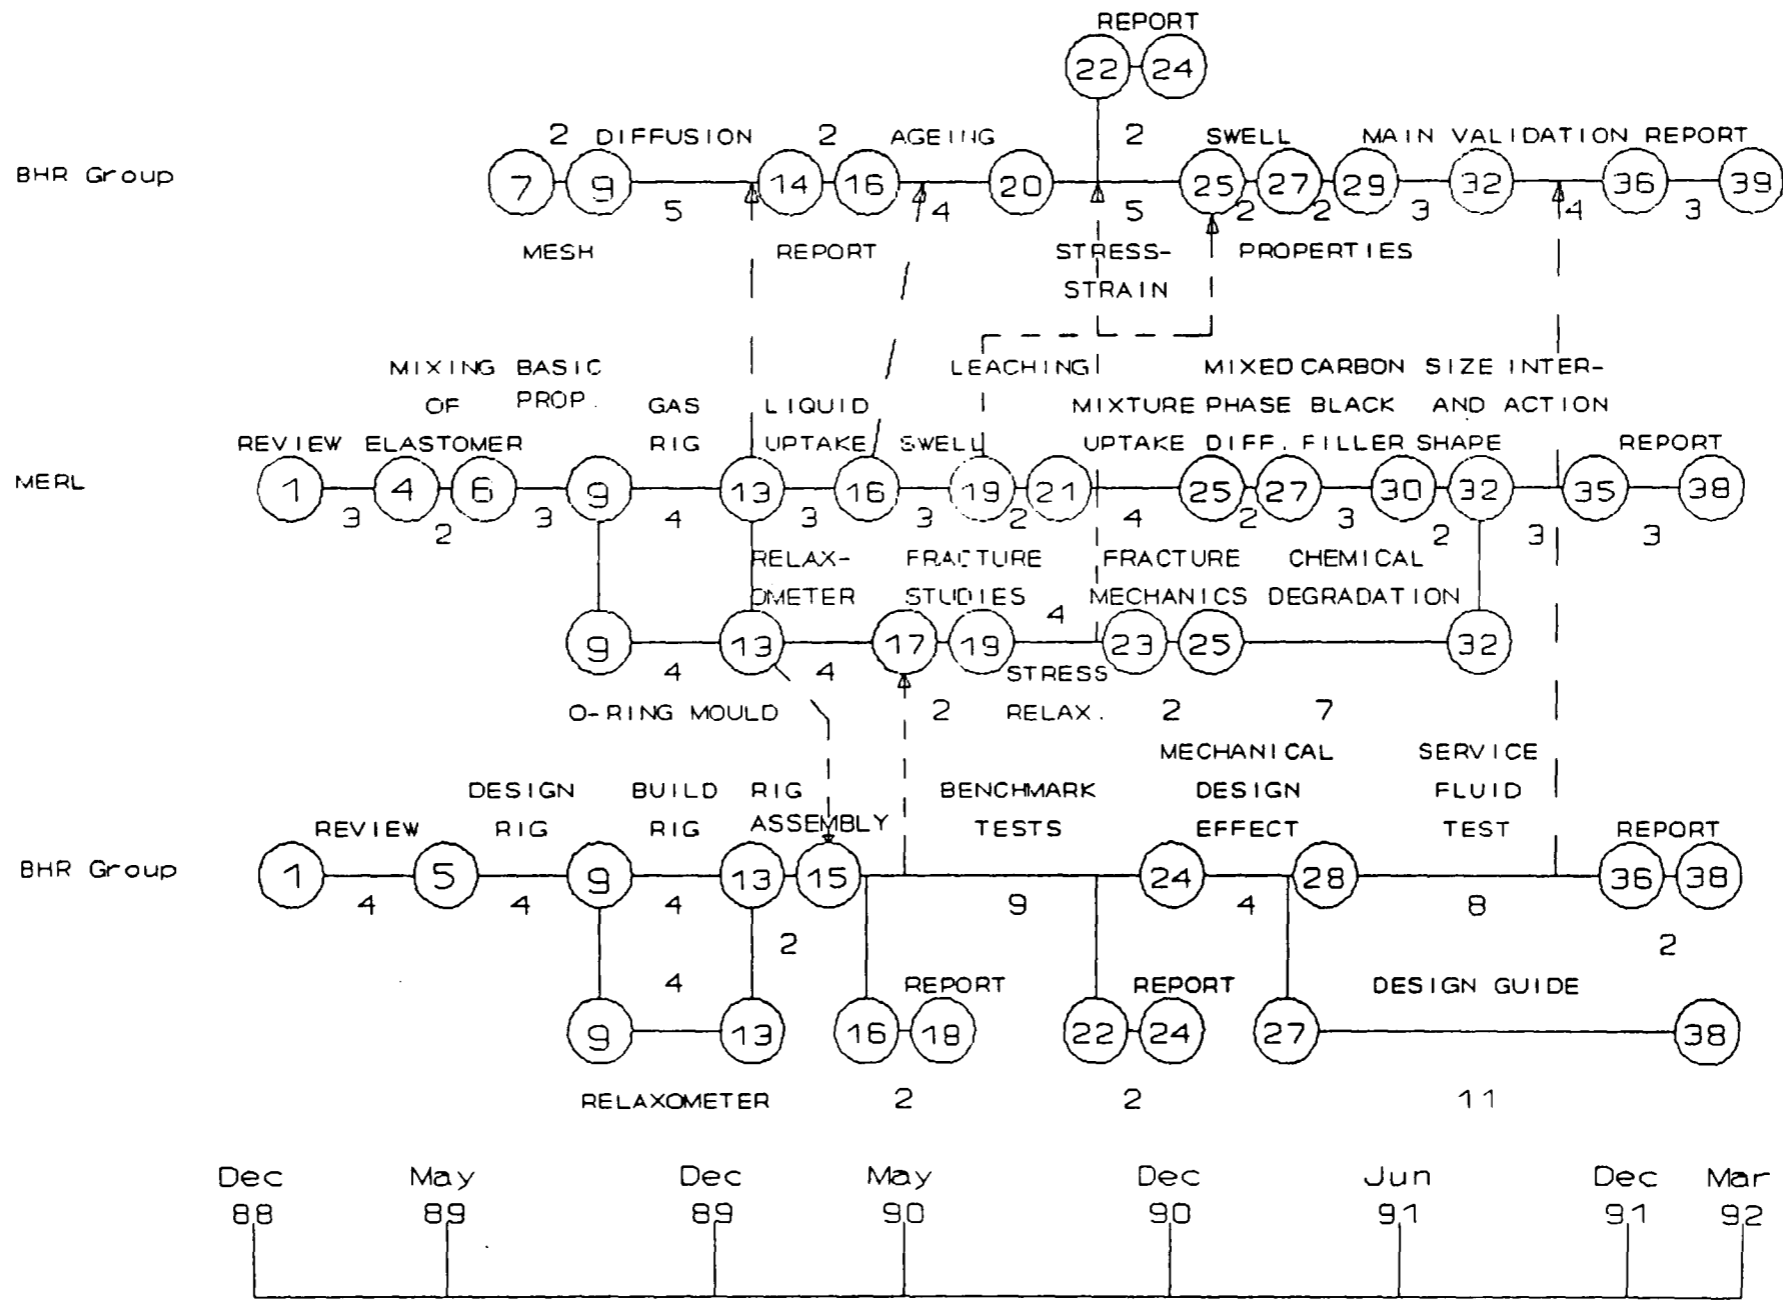 REPORT
22 24
2 DIFFUSION 2 AGEING 2 SWELL MAIN VALIDATION REPORT
BHR Group 7 9 14 16 20 25 27 29 32 36 39
5 4 5 2 2 3 4 3
MESH REPORT STRESS- PROPERTIES
STRAIN
MIXING BASIC LEACHING MIXED CARBON SIZE INTER-
OF PROP. GAS LIQUID MIXTURE PHASE BLACK AND ACTION
REVIEW ELASTOMER RIG UPTAKE SWELL UPTAKE DIFF. FILLER SHAPE REPORT
MERL 1 4 6 9 13 16 19 21 25 27 30 32 35 38
3 2 3 4 3 3 2 4 2 3 2 3 3
RELAX- FRACTURE FRACTURE CHEMICAL
OMETER STUDIES 4 MECHANICS DEGRADATION
9 13 17 19 23 25 32
4 4 STRESS
O-RING MOULD 2 RELAX. 2 7
MECHANICAL SERVICE
DESIGN BUILD RIG BENCHMARK DESIGN FLUID
REVIEW RIG RIG ASSEMBLY TESTS EFFECT TEST REPORT
BHR Group 1 5 9 13 15 24 28 36 38
4 4 4 9 4 8
2 2
4 REPORT REPORT DESIGN GUIDE
9 13 16 18 22 24 27 38
RELAXOMETER 2 2 11
Dec May Dec May Dec Jun Dec Mar
88 89 89 90 90 91 91 92